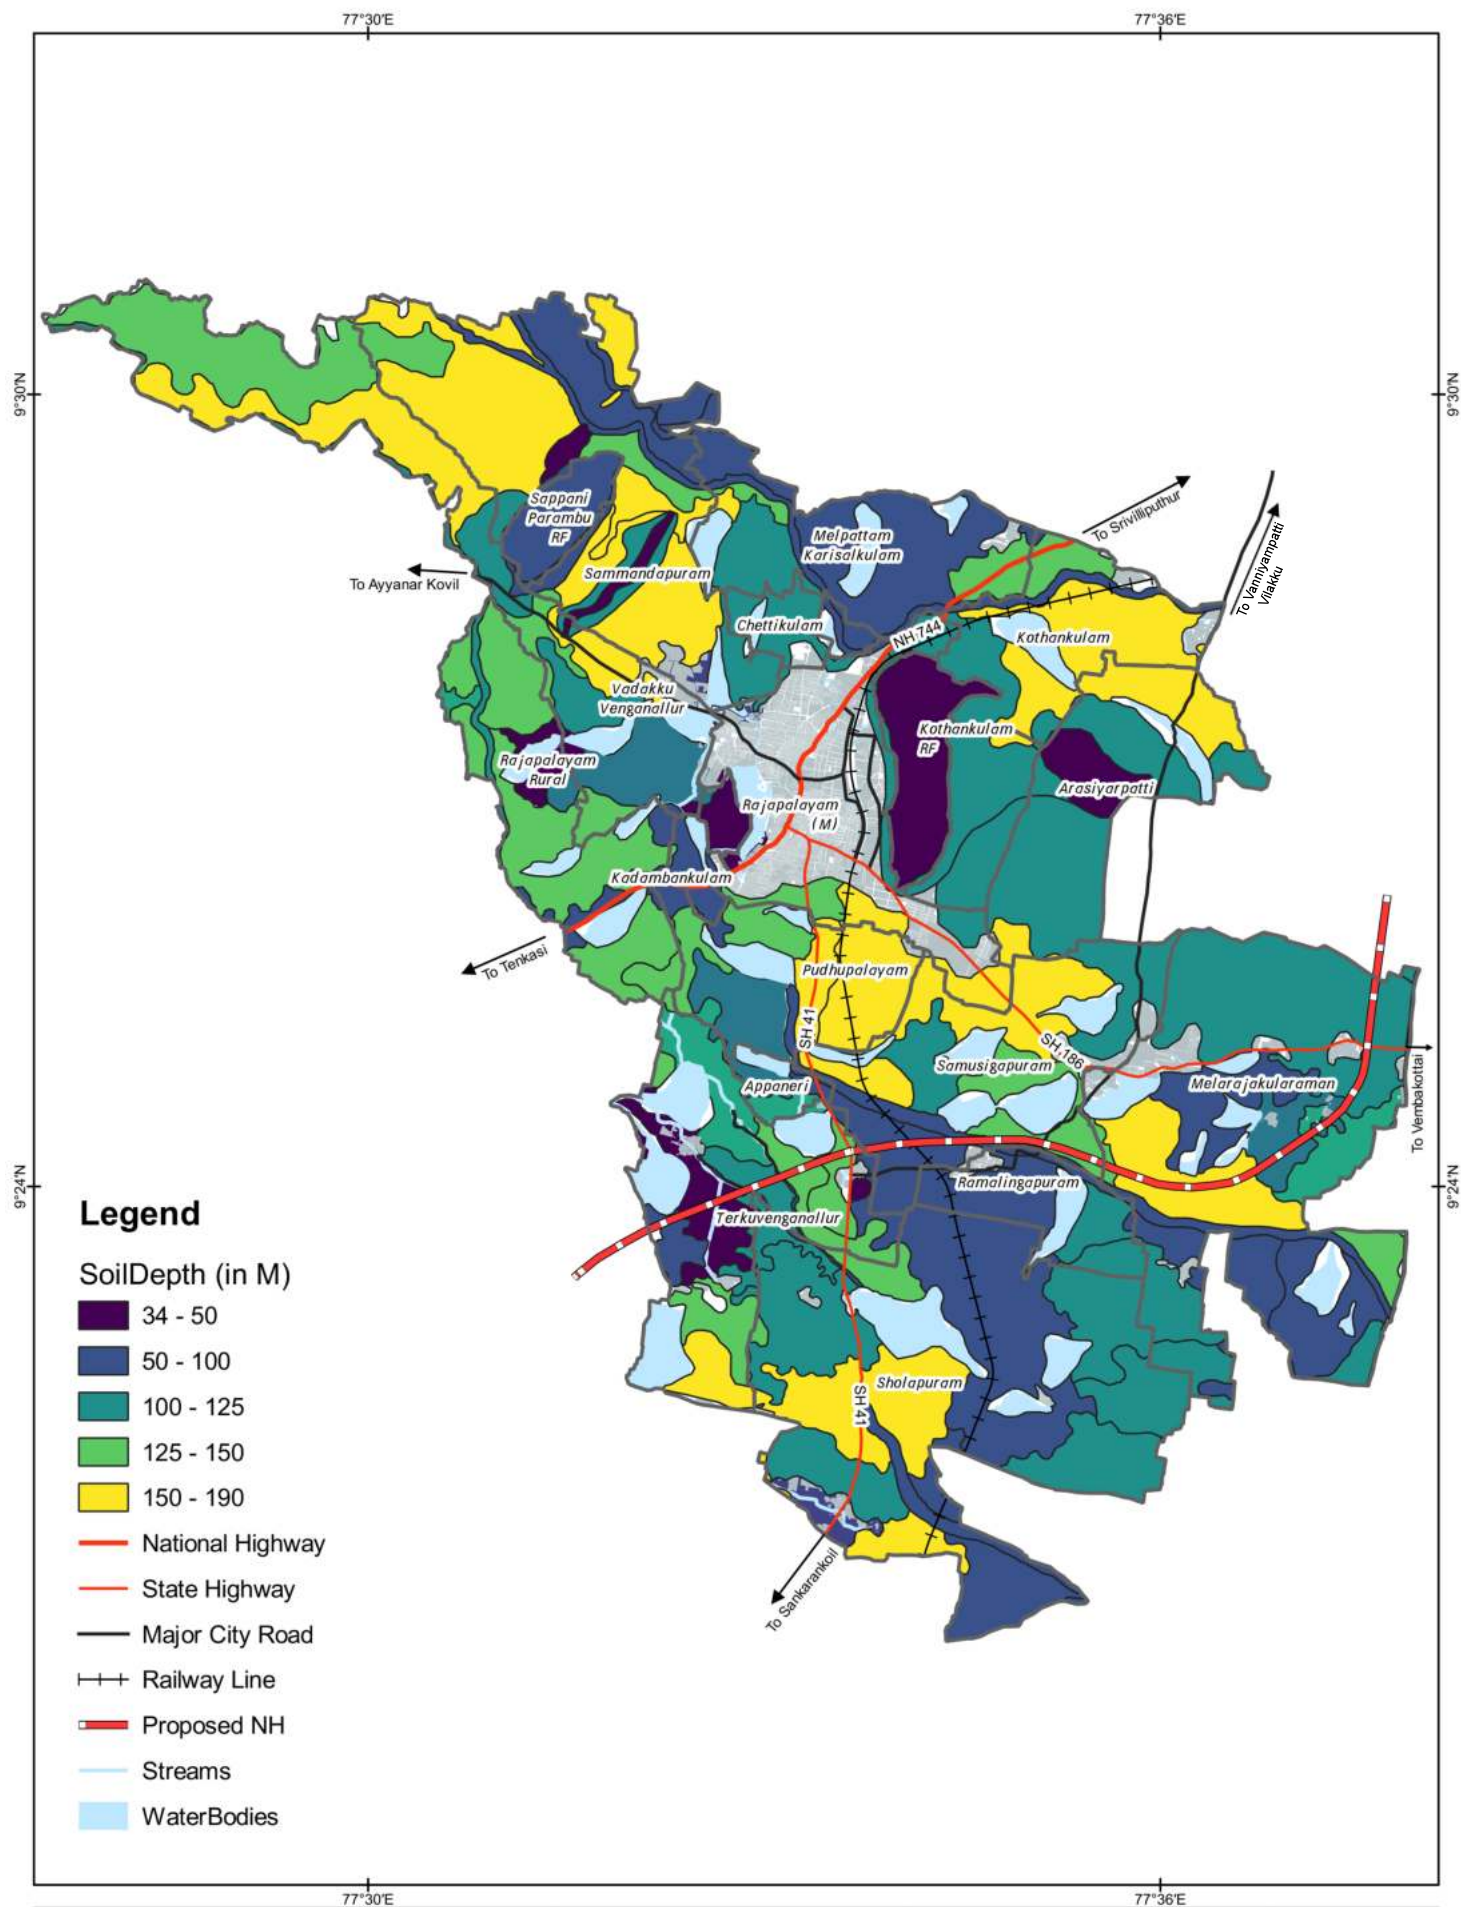 77°30'E
77°36'E
9°30'N
9°30'N
To Srivilliputhur
To Vanniyampatti
Vilakku
Sappani
Parambu
RF
Melpattam
Karisalkulam
To Ayyanar Kovil
Sammandapuram
Chettikulam
NH 744
Kothankulam
Vadakku
Venganallur
Kothankulam
RF
Rajapalayam
Rural
Arasiyarpatti
Rajapalayam
(M)
Kadambankulam
To Tenkasi
Pudhupalayam
SH 41
SH 186
Samusigapuram
Appaneri
Melarajakularaman
To Vembakottai
9°24'N
9°24'N
Ramalingapuram
Terkuvenganallur
Sholapuram
SH 41
To Sankarankoil
Legend
SoilDepth (in M)
34 - 50
50 - 100
100 - 125
125 - 150
150 - 190
National Highway
State Highway
Major City Road
Railway Line
Proposed NH
Streams
WaterBodies
77°30'E
77°36'E